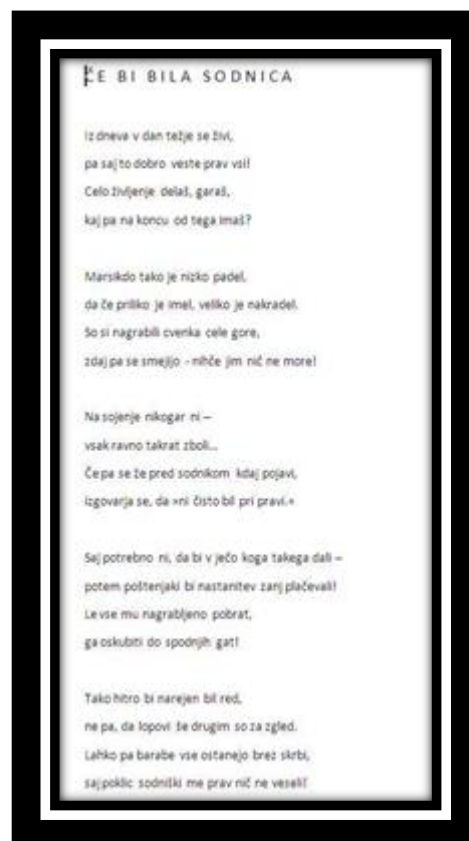 ČE BI BILA SODNICA
Iz dneva v dan težje se živi,
pa saj to dobro veste prav vsi!
Celo življenje delaš, garaš,
kaj pa na koncu od tega imaš?
Marsikdo tako je nizko padel,
da če priliko je imel, veliko je nakradel.
So si nagrabili cvenka cele gore,
zdaj pa se smejijo - nihče jim nič ne more!
Na sojenje nikogar ni –
vsak ravno takrat zboli...
Če pa se že pred sodnikom kdaj pojavi,
izgovarja se, da »ni čisto bil pri pravi.«
Saj potrebno ni, da bi v ječo koga takega dali –
potem poštenjaki bi nastanitev zanj plačevali!
Le vse mu nagrabljeno pobrat,
ga oskubiti do spodnjih gat!
Tako hitro bi narejen bil red,
ne pa, da lopovi še drugim so za zgled.
Lahko pa barabe vse ostanejo brez skrbi,
saj poklic sodniški me prav nič ne veseli!